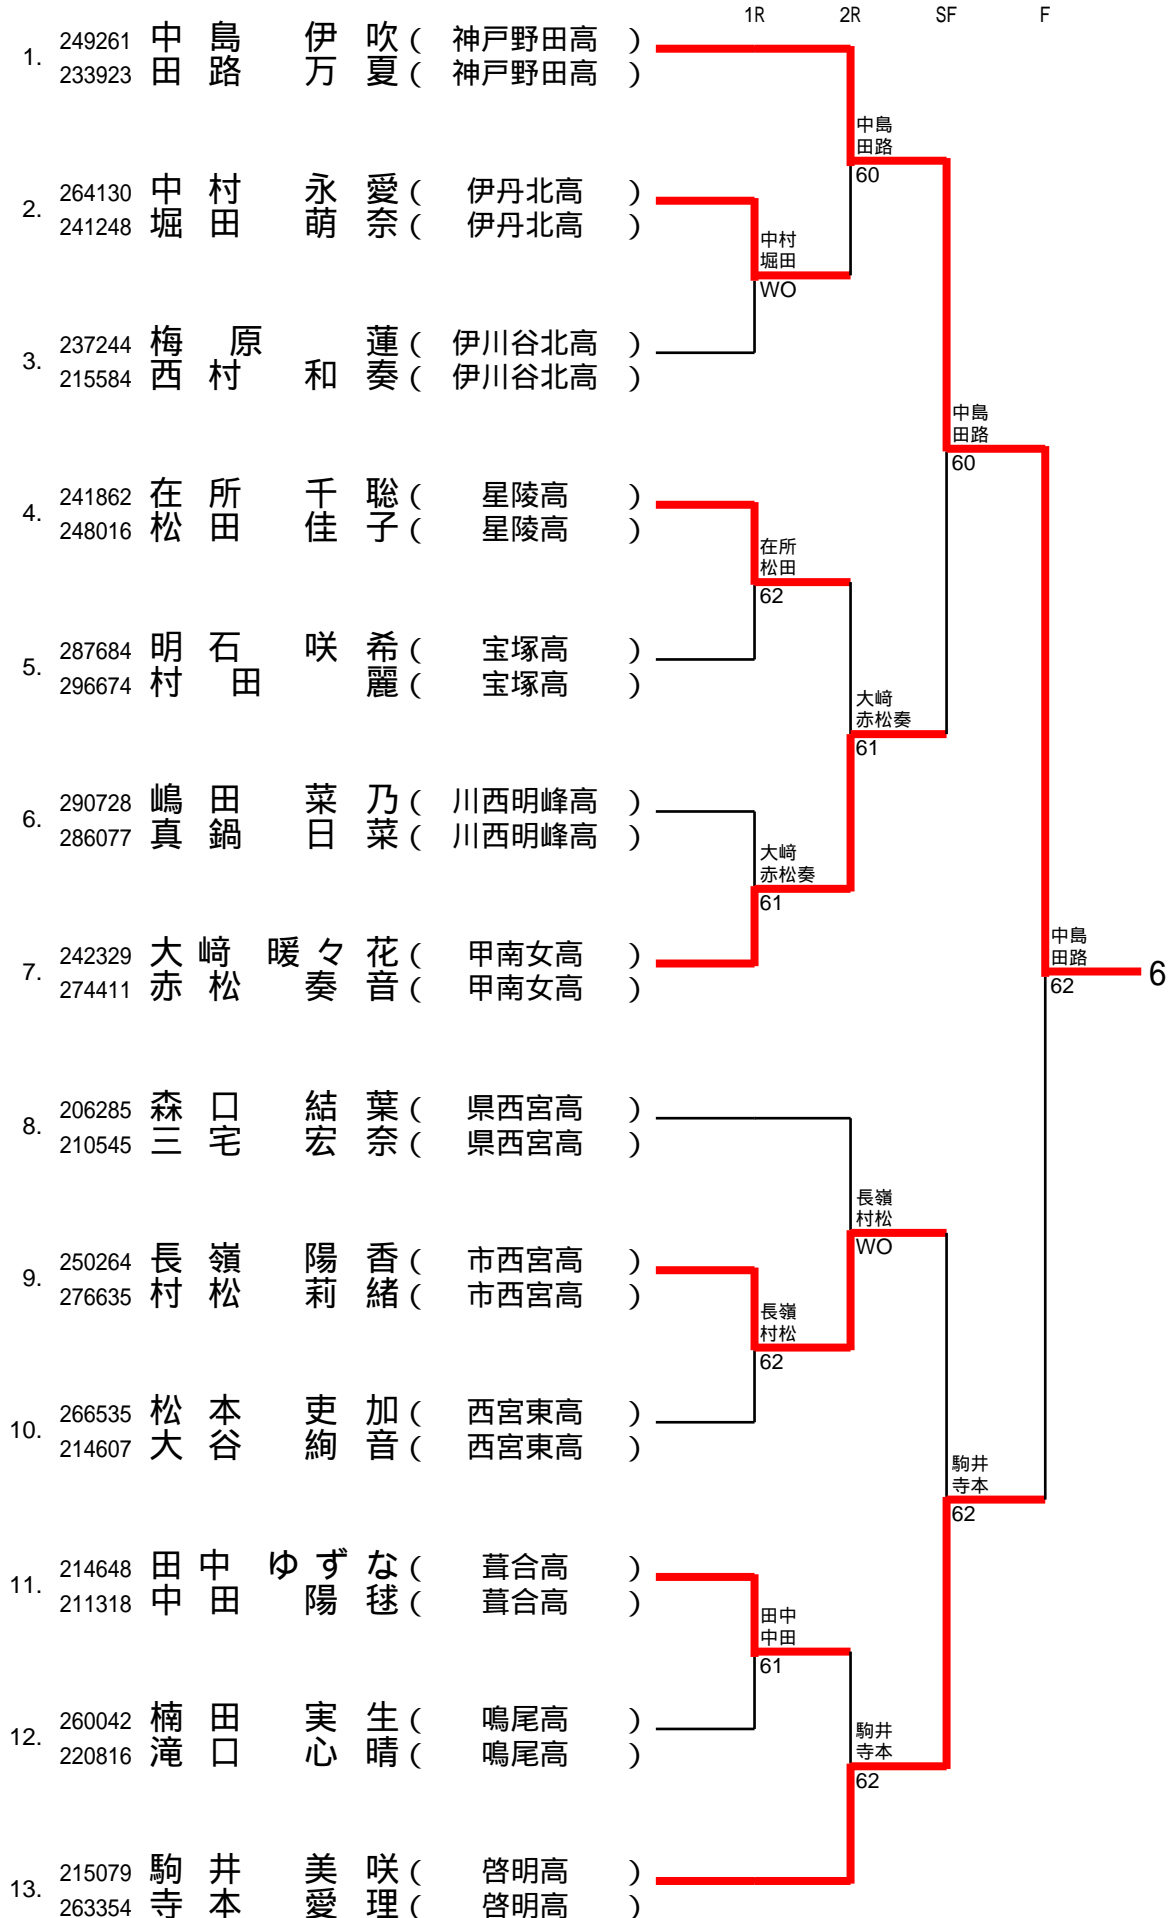 1R 2R SF F
1. 249261 中島 伊吹 ( 神戸野田高 )
233923 田路 万夏 ( 神戸野田高 )
中島
田路
60
2. 264130 中村 永愛 ( 伊丹北高 )
241248 堀田 萌奈 ( 伊丹北高 )
中村
堀田
WO
3. 237244 梅原 蓮 ( 伊川谷北高 )
215584 西村 和奏 ( 伊川谷北高 )
中島
田路
60
4. 241862 在所 千聡 ( 星陵高 )
248016 松田 佳子 ( 星陵高 )
在所
松田
62
5. 287684 明石 咲希 ( 宝塚高 )
296674 村田 麗 ( 宝塚高 )
大﨑
赤松奏
61
6. 290728 嶋田 菜乃 ( 川西明峰高 )
286077 真鍋 日菜 ( 川西明峰高 )
大﨑
赤松奏
61
7. 242329 大﨑 暖々花 ( 甲南女高 )
274411 赤松 奏音 ( 甲南女高 )
中島
田路
62
6
8. 206285 森口 結葉 ( 県西宮高 )
210545 三宅 宏奈 ( 県西宮高 )
長嶺
村松
WO
9. 250264 長嶺 陽香 ( 市西宮高 )
276635 村松 莉緒 ( 市西宮高 )
長嶺
村松
62
10. 266535 松本 吏加 ( 西宮東高 )
214607 大谷 絢音 ( 西宮東高 )
駒井
寺本
62
11. 214648 田中 ゆずな ( 葺合高 )
211318 中田 陽毬 ( 葺合高 )
田中
中田
61
12. 260042 楠田 実生 ( 鳴尾高 )
220816 滝口 心晴 ( 鳴尾高 )
駒井
寺本
62
13. 215079 駒井 美咲 ( 啓明高 )
263354 寺本 愛理 ( 啓明高 )